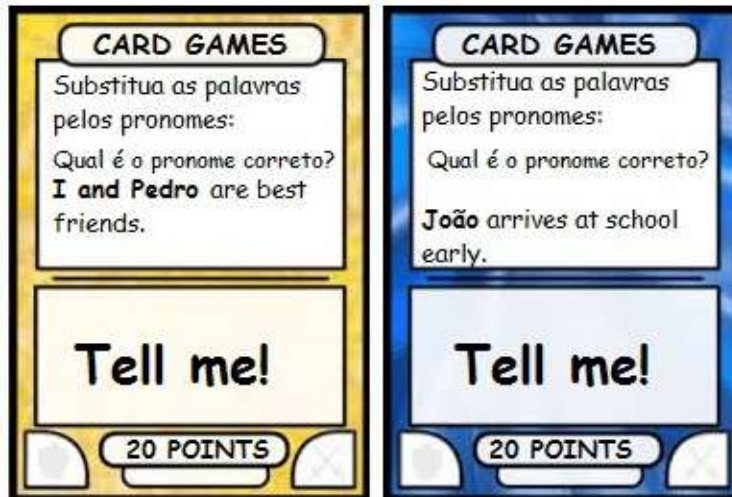 CARD GAMES
Substitua as palavras
pelos pronomes:
Qual é o pronome correto?
I and Pedro are best
friends.
Tell me!
20 POINTS
CARD GAMES
Substitua as palavras
pelos pronomes:
Qual é o pronome correto?
João arrives at school
early.
Tell me!
20 POINTS